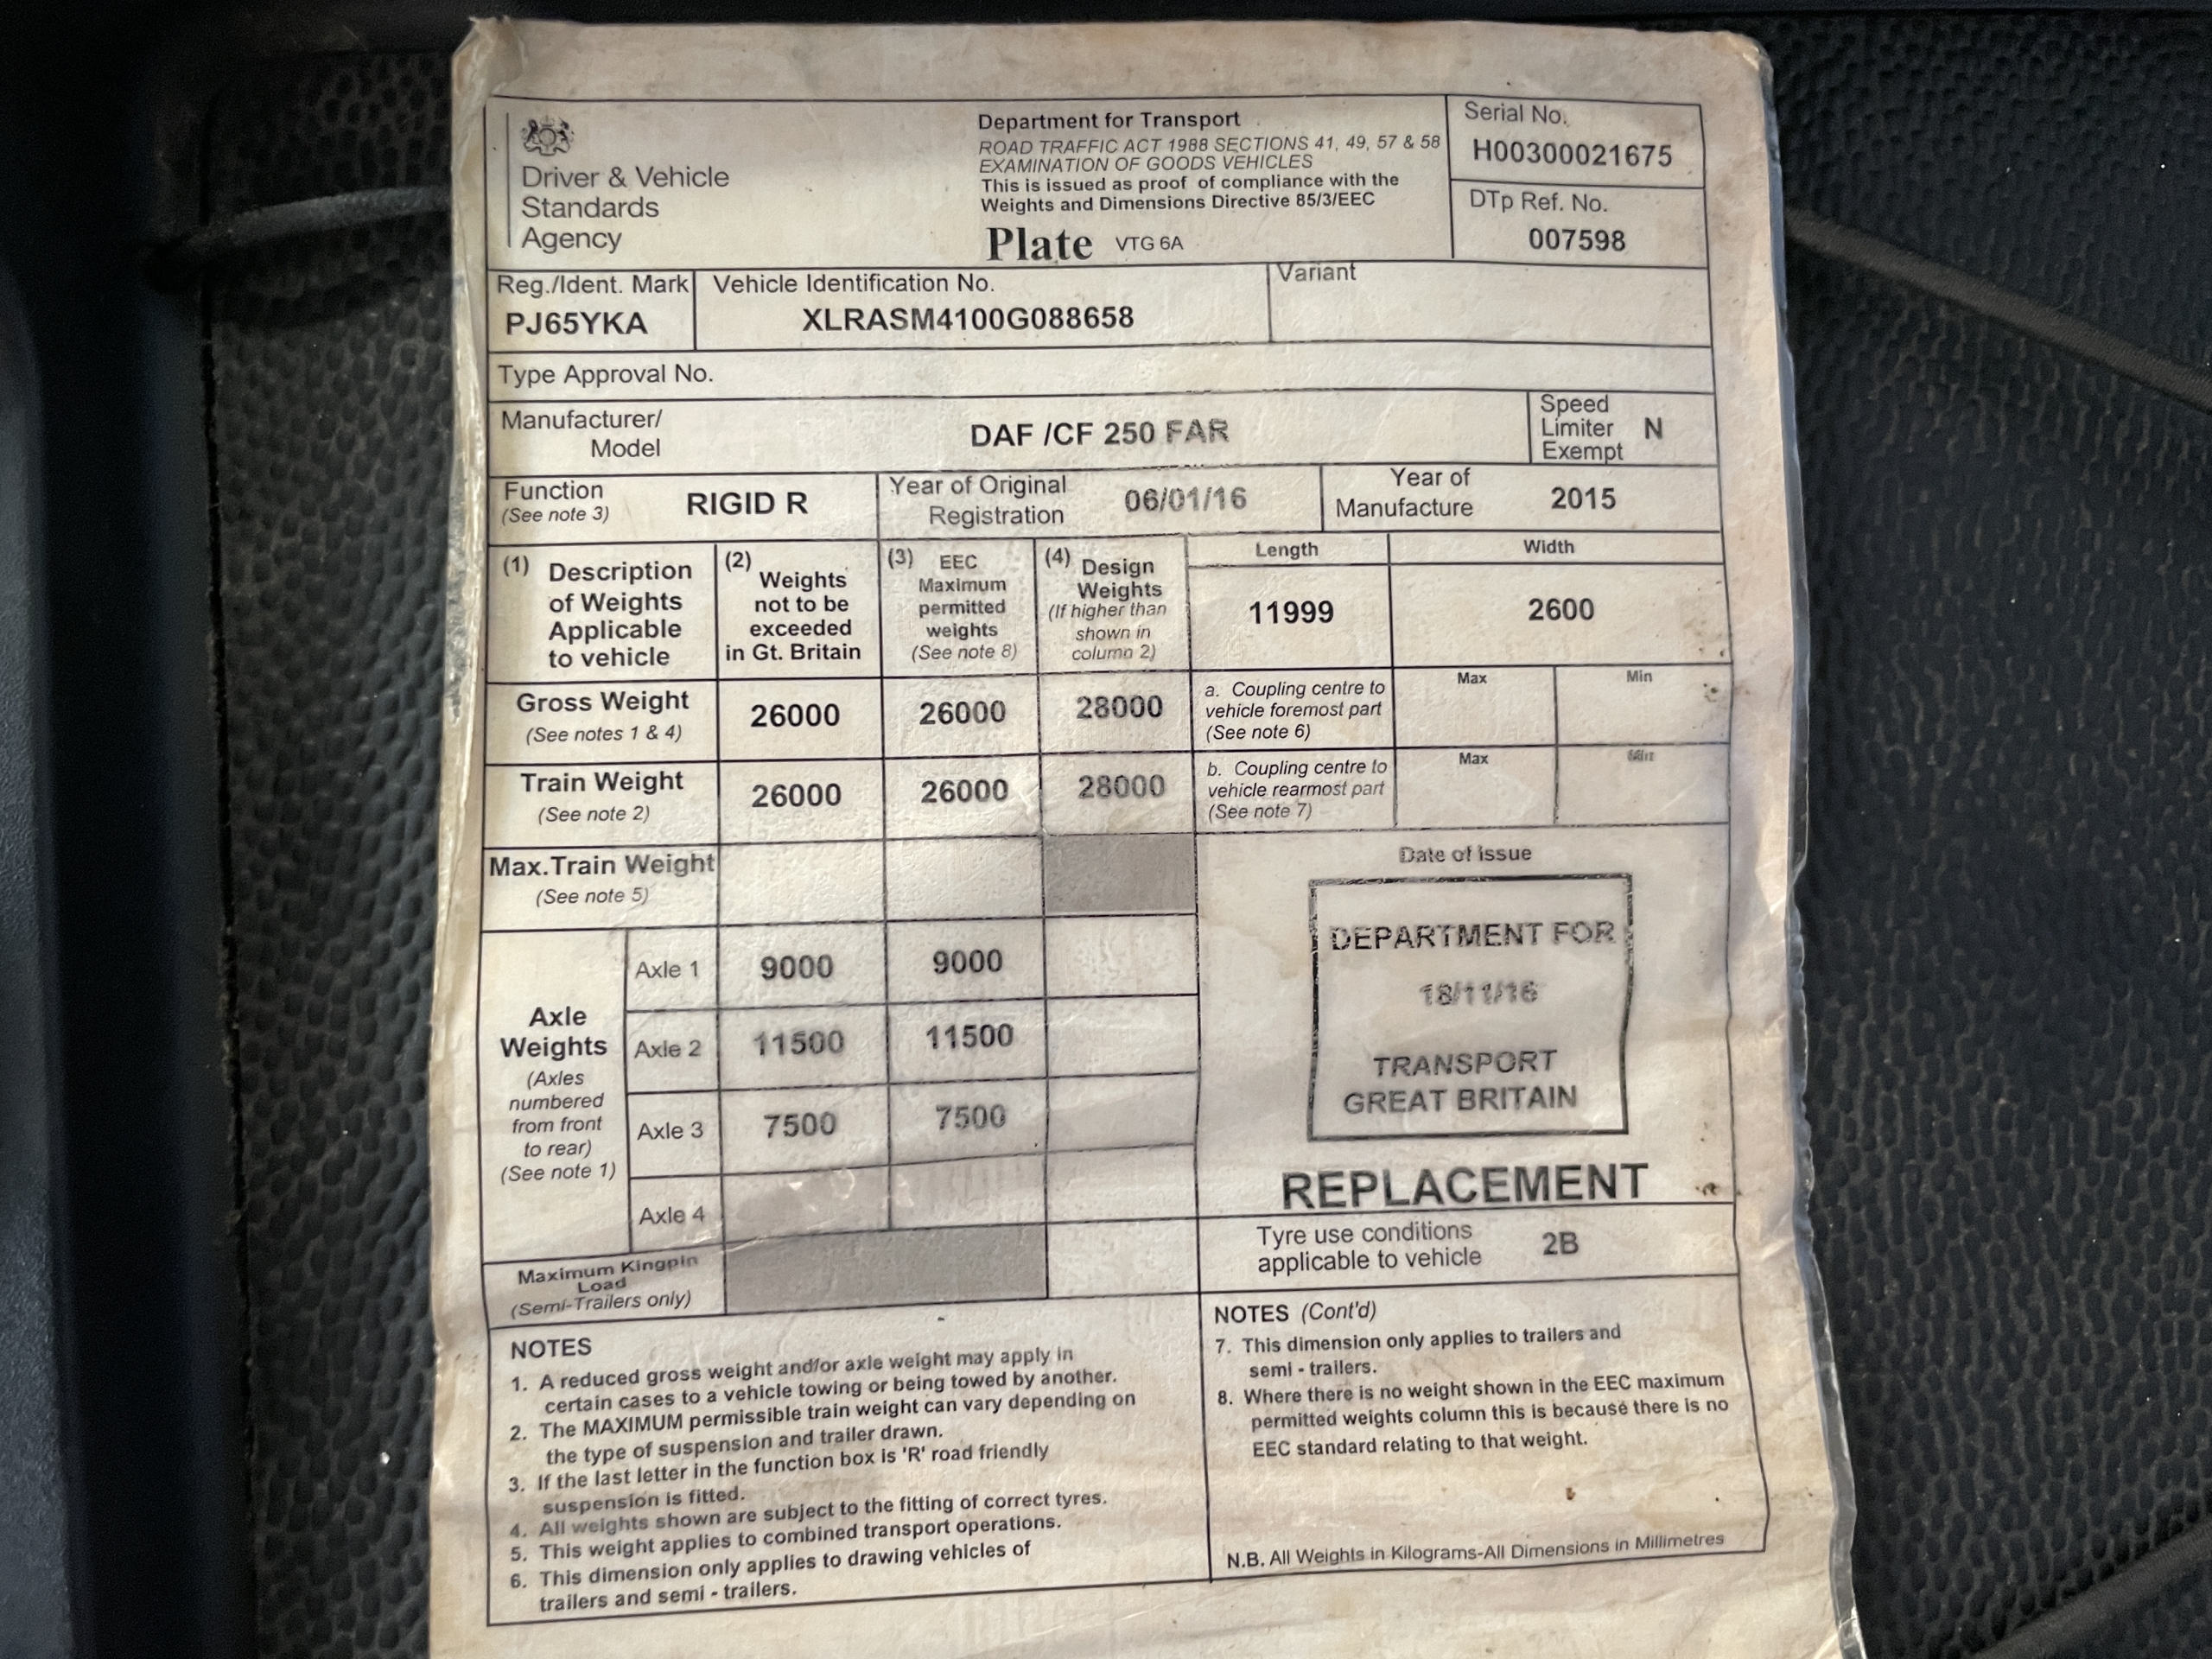 Driver & Vehicle
Standards
Agency
Department for Transport
ROAD TRAFFIC ACT 1988 SECTIONS 41, 49, 57 & 58
EXAMINATION OF GOODS VEHICLES
This is issued as proof of compliance with the
Weights and Dimensions Directive 85/3/EEC
Plate VTG 6A
Serial No.
H00300021675
DTp Ref. No.
007598
Reg./Ident. Mark
PJ65YKA
Vehicle Identification No.
XLRASM4100G088658
Variant
Type Approval No.
Manufacturer/
Model
DAF /CF 250 FAR
Speed
Limiter N
Exempt
Function
(See note 3)
RIGID R
Year of Original
Registration
06/01/16
Year of
Manufacture
2015
(1) Description
of Weights
Applicable
to vehicle
(2) Weights
not to be
exceeded
in Gt. Britain
(3) EEC
Maximum
permitted
weights
(See note 8)
(4) Design
Weights
(If higher than
shown in
column 2)
Length
11999
Width
2600
Gross Weight
(See notes 1 & 4)
26000 26000 28000
a. Coupling centre to
vehicle foremost part
(See note 6)
Max Min
Train Weight
(See note 2)
26000 26000 28000
b. Coupling centre to
vehicle rearmost part
(See note 7)
Max Min
Max.Train Weight
(See note 5)
Axle
Weights
(Axles
numbered
from front
to rear)
(See note 1)
Axle 1 9000 9000
Axle 2 11500 11500
Axle 3 7500 7500
Axle 4
Maximum Kingpin
Load
(Semi-Trailers only)
Date of issue
DEPARTMENT FOR
18/11/16
TRANSPORT
GREAT BRITAIN
REPLACEMENT
Tyre use conditions
applicable to vehicle
2B
NOTES
1. A reduced gross weight and/or axle weight may apply in
certain cases to a vehicle towing or being towed by another.
2. The MAXIMUM permissible train weight can vary depending on
the type of suspension and trailer drawn.
3. If the last letter in the function box is 'R' road friendly
suspension is fitted.
4. All weights shown are subject to the fitting of correct tyres.
5. This weight applies to combined transport operations.
6. This dimension only applies to drawing vehicles of
trailers and semi - trailers.
NOTES (Cont'd)
7. This dimension only applies to trailers and
semi - trailers.
8. Where there is no weight shown in the EEC maximum
permitted weights column this is because there is no
EEC standard relating to that weight.
N.B. All Weights in Kilograms-All Dimensions in Millimetres